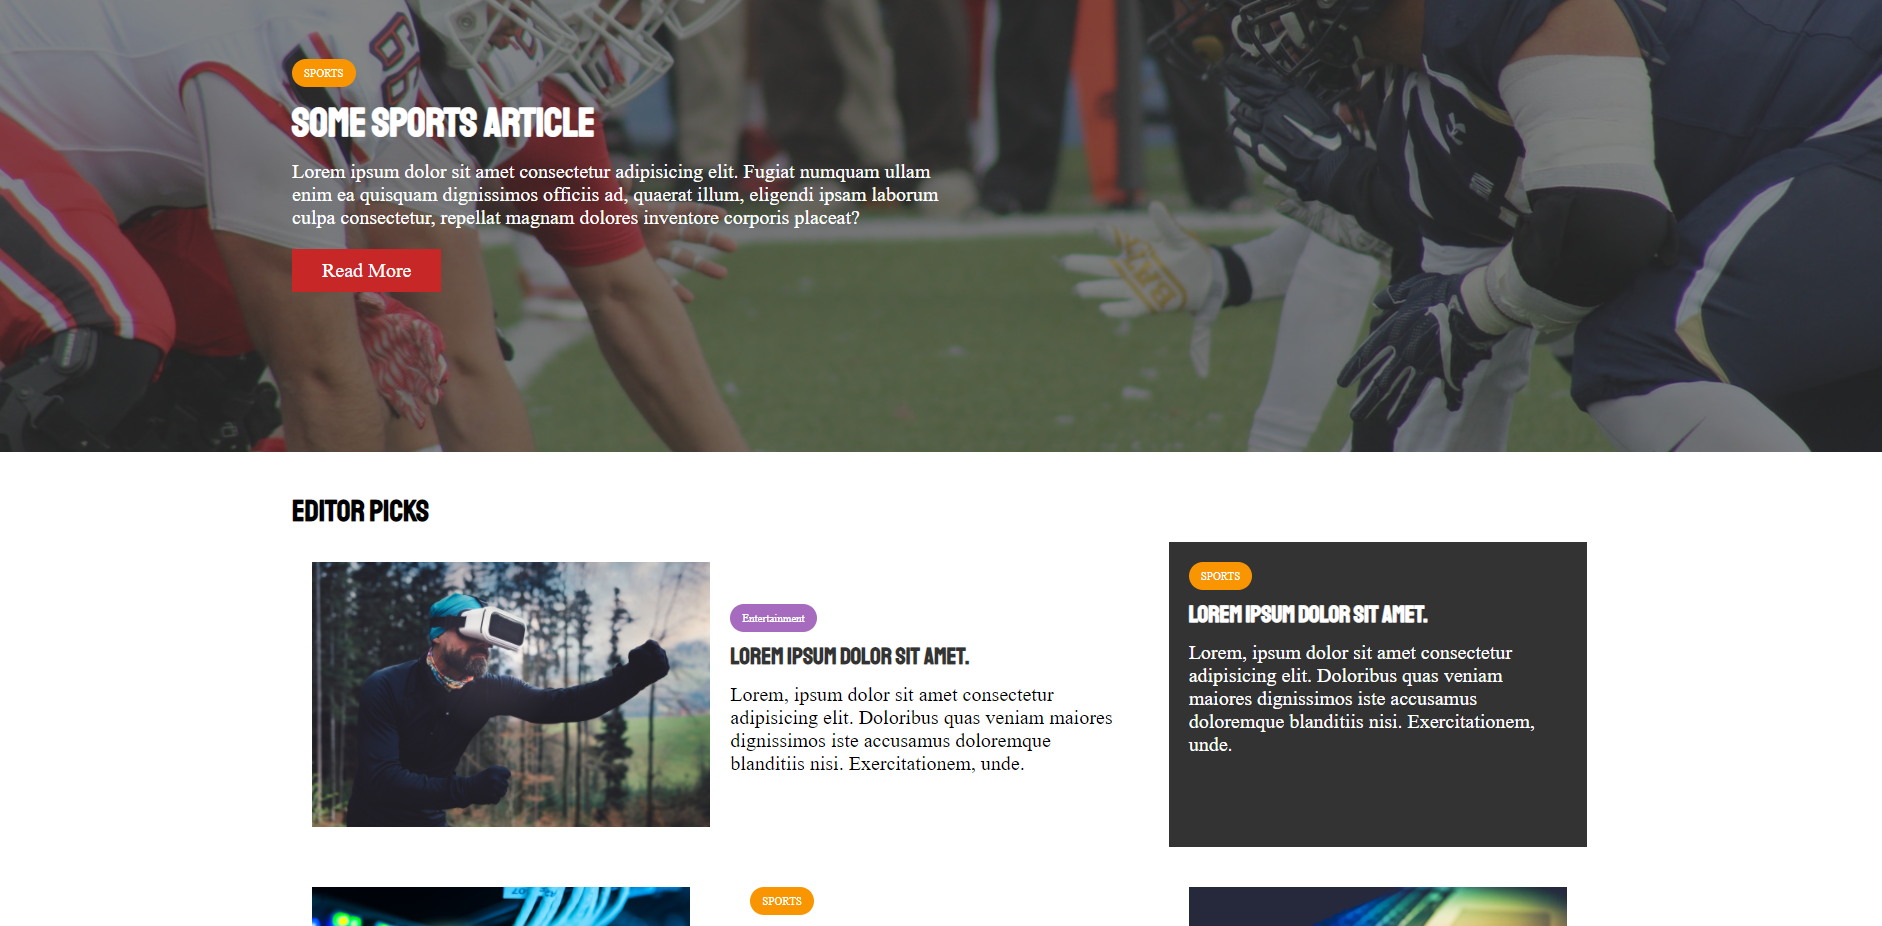 SPORTS
SOME SPORTS ARTICLE
Lorem ipsum dolor sit amet consectetur adipisicing elit. Fugiat numquam ullam
enim ea quisquam dignissimos officiis ad, quaerat illum, eligendi ipsam laborum
culpa consectetur, repellat magnam dolores inventore corporis placeat?
Read More
EDITOR PICKS
Entertainment
LOREM IPSUM DOLOR SIT AMET.
Lorem, ipsum dolor sit amet consectetur
adipisicing elit. Doloribus quas veniam maiores
dignissimos iste accusamus doloremque
blanditiis nisi. Exercitationem, unde.
SPORTS
LOREM IPSUM DOLOR SIT AMET.
Lorem, ipsum dolor sit amet consectetur
adipisicing elit. Doloribus quas veniam
maiores dignissimos iste accusamus
doloremque blanditiis nisi. Exercitationem,
unde.
SPORTS